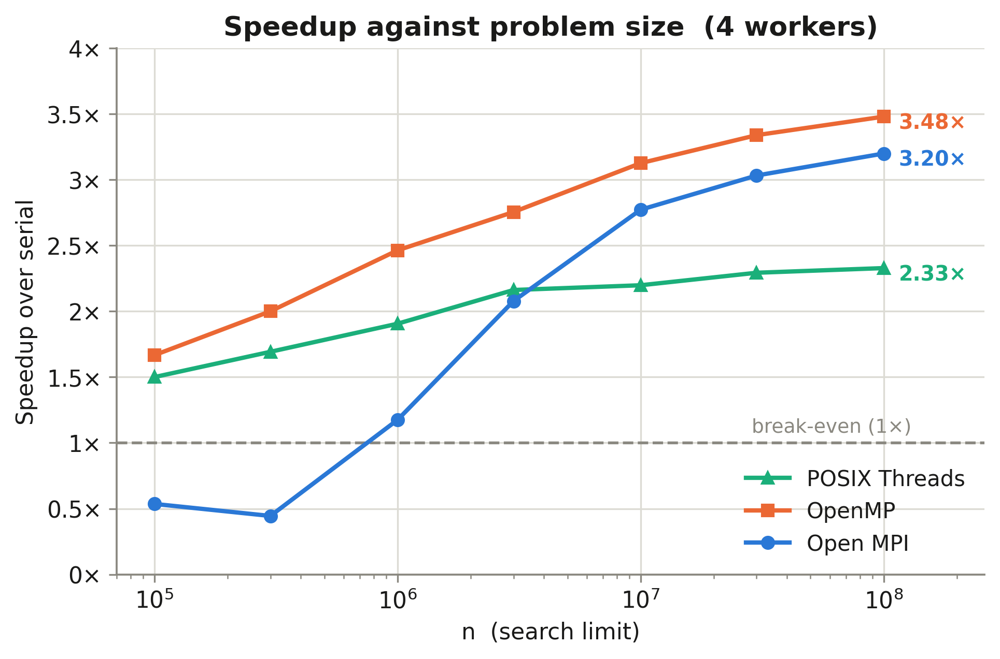 Speedup against problem size  (4 workers)
4×
3.5×
3×
2.5×
2×
1.5×
1×
0.5×
0×
Speedup over serial
3.48×
3.20×
2.33×
break-even (1×)
POSIX Threads
OpenMP
Open MPI
10⁵ 10⁶ 10⁷ 10⁸
n  (search limit)